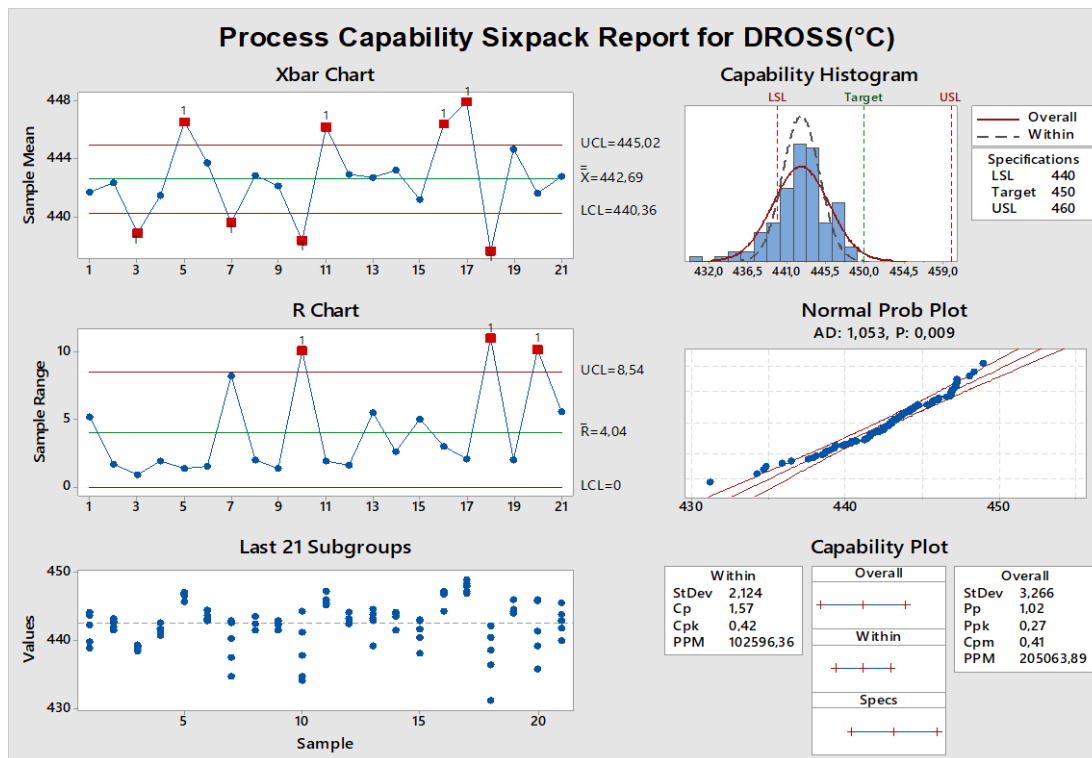 Process Capability Sixpack Report for DROSS(°C)
Xbar Chart
Sample Mean
448
444
440
1
1
1
1
1
1
1
1
UCL=445,02
X=442,69
LCL=440,36
1 3 5 7 9 11 13 15 17 19 21
R Chart
Sample Range
10
5
0
1
1
1
UCL=8,54
R=4,04
LCL=0
1 3 5 7 9 11 13 15 17 19 21
Last 21 Subgroups
Values
450
440
430
5 10 15 20
Sample
Capability Histogram
LSL Target USL
432,0 436,5 441,0 445,5 450,0 454,5 459,0
Overall
Within
Specifications
LSL 440
Target 450
USL 460
Normal Prob Plot
AD: 1,053, P: 0,009
430 440 450
Capability Plot
Within
StDev 2,124
Cp 1,57
Cpk 0,42
PPM 102596,36
Overall
Within
Specs
Overall
StDev 3,266
Pp 1,02
Ppk 0,27
Cpm 0,41
PPM 205063,89